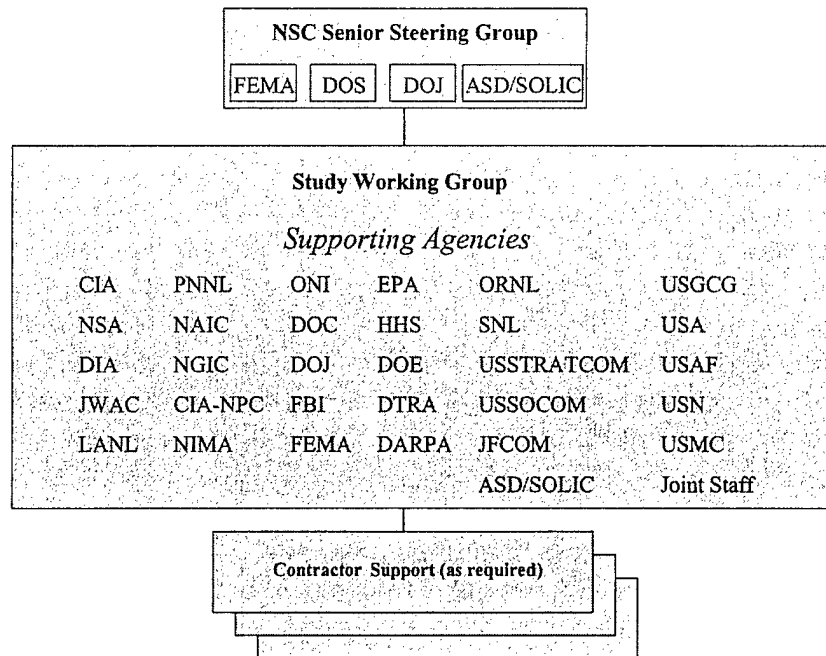 NSC Senior Steering Group
FEMA DOS DOJ ASD/SOLIC
Study Working Group
Supporting Agencies
CIA PNNL ONI EPA ORNL USGCG
NSA NAIC DOC HHS SNL USA
DIA NGIC DOJ DOE USSTRATCOM USAF
JWAC CIA-NPC FBI DTRA USSOCOM USN
LANL NIMA FEMA DARPA JFCOM USMC
ASD/SOLIC Joint Staff
Contractor Support (as required)